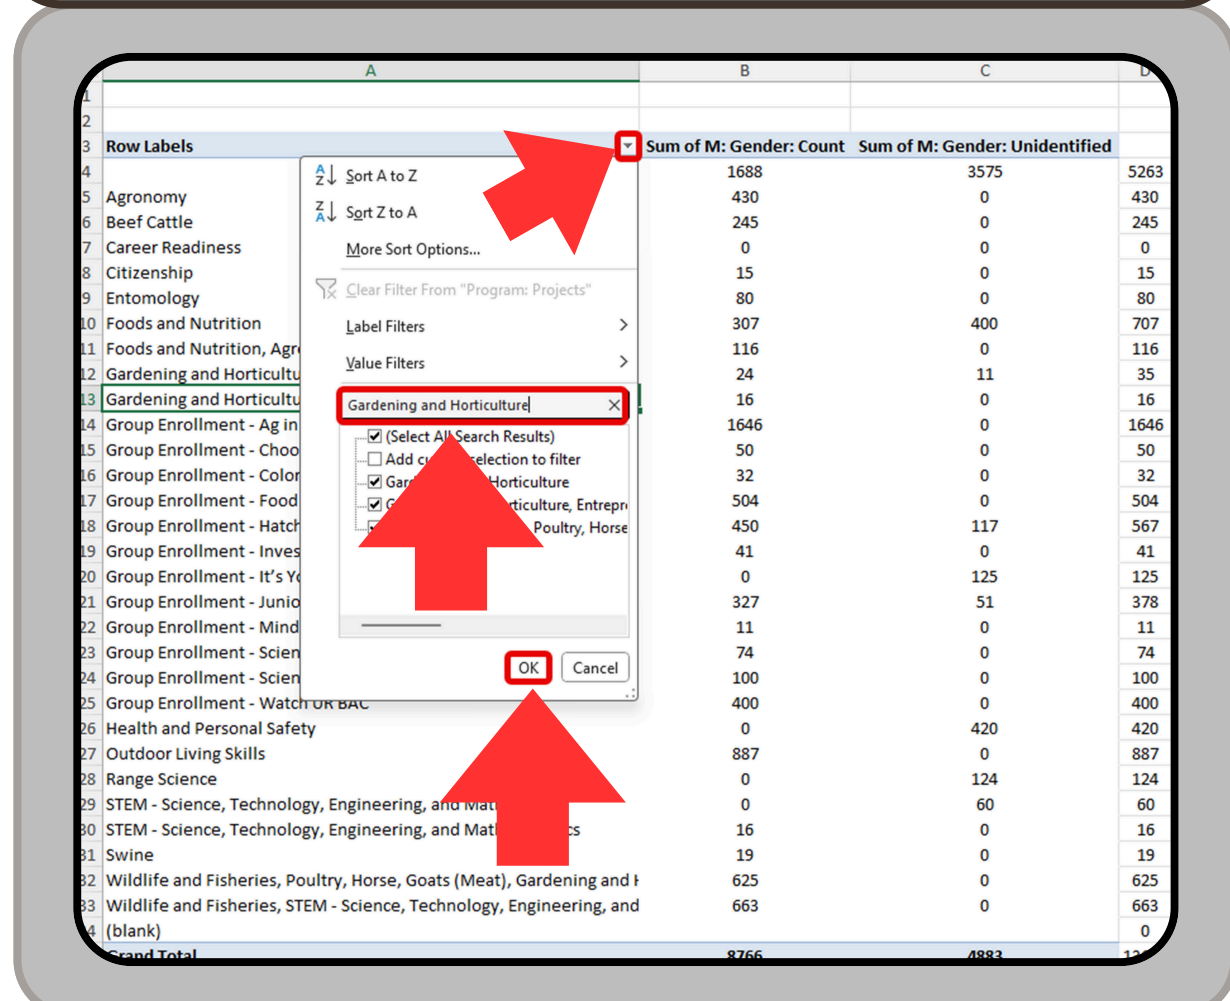 A B C D
1
2
3 Row Labels Sum of M: Gender: Count Sum of M: Gender: Unidentified
4 1688 3575 5263
5 Agronomy 430 0 430
6 Beef Cattle 245 0 245
7 Career Readiness 0 0 0
8 Citizenship 15 0 15
9 Entomology 80 0 80
10 Foods and Nutrition 307 400 707
11 Foods and Nutrition, Agr 116 0 116
12 Gardening and Horticultu 24 11 35
13 Gardening and Horticultu 16 0 16
14 Group Enrollment - Ag in 1646 0 1646
15 Group Enrollment - Choo 50 0 50
16 Group Enrollment - Color 32 0 32
17 Group Enrollment - Food 504 0 504
18 Group Enrollment - Hatch 450 117 567
19 Group Enrollment - Inves 41 0 41
20 Group Enrollment - It's Yo 0 125 125
21 Group Enrollment - Junio 327 51 378
22 Group Enrollment - Mind 11 0 11
23 Group Enrollment - Scien 74 0 74
24 Group Enrollment - Scien 100 0 100
25 Group Enrollment - Watch OR BAC 400 0 400
26 Health and Personal Safety 0 420 420
27 Outdoor Living Skills 887 0 887
28 Range Science 0 124 124
29 STEM - Science, Technology, Engineering, and Mat 0 60 60
30 STEM - Science, Technology, Engineering, and Mat cs 16 0 16
31 Swine 19 0 19
32 Wildlife and Fisheries, Poultry, Horse, Goats (Meat), Gardening and H 625 0 625
33 Wildlife and Fisheries, STEM - Science, Technology, Engineering, and 663 0 663
4 (blank) 0
Grand Total 8766 4883
Sort A to Z
Sort Z to A
More Sort Options...
Clear Filter From "Program: Projects"
Label Filters
Value Filters
Gardening and Horticulture
(Select All Search Results)
Add selection to filter
Horticulture
Horticulture, Entrepr
Poultry, Horse
OK Cancel